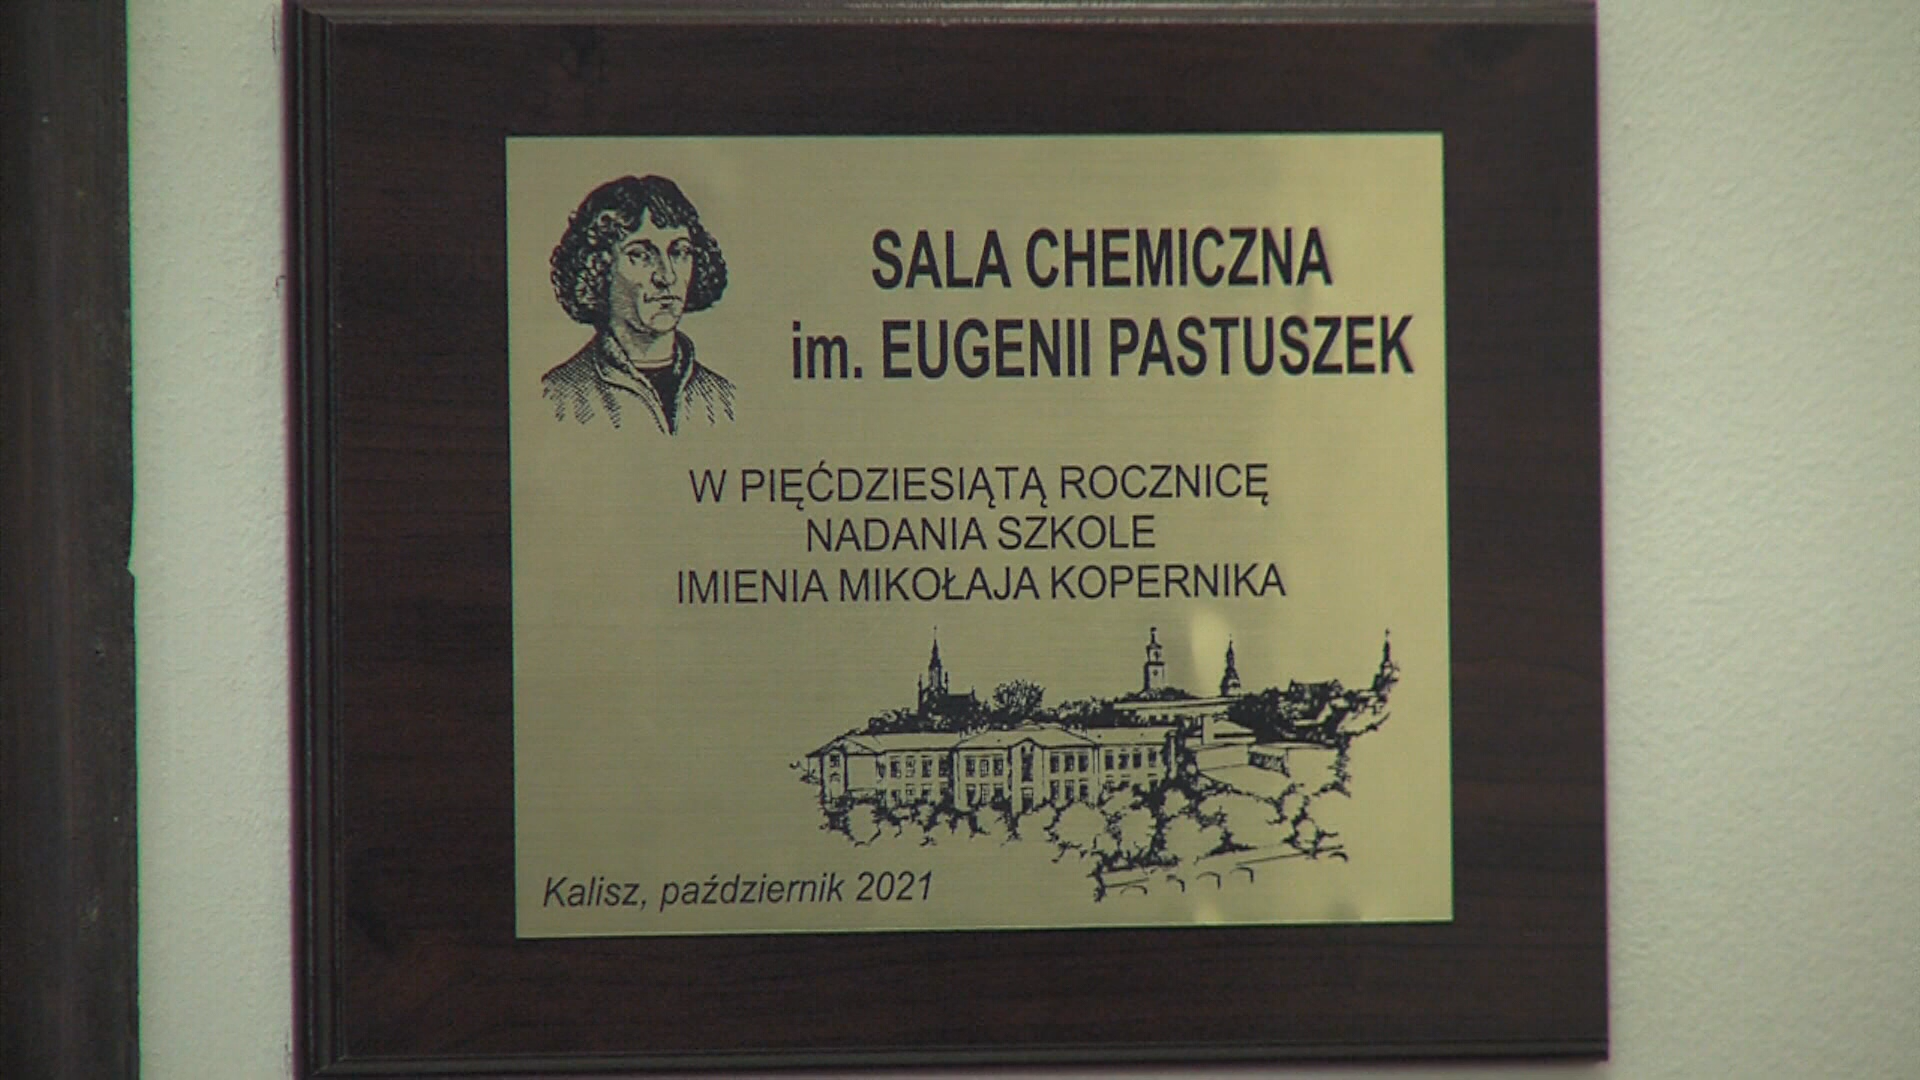 SALA CHEMICZNA
im. EUGENII PASTUSZEK
W PIĘĆDZIESIĄTĄ ROCZNICĘ
NADANIA SZKOLE
IMIENIA MIKOŁAJA KOPERNIKA
Kalisz, październik 2021